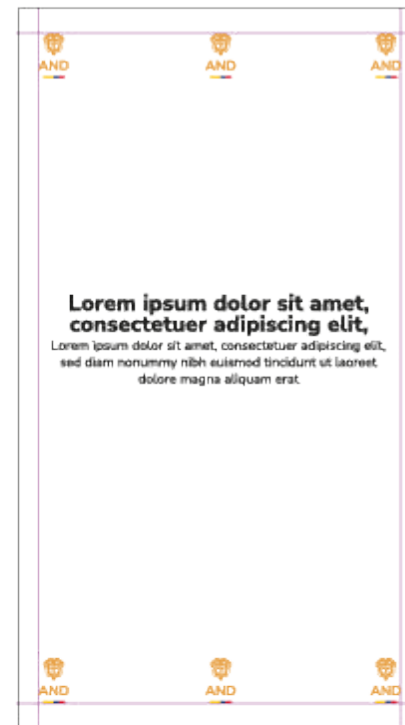 AND AND AND
Lorem ipsum dolor sit amet,
consectetuer adipiscing elit,
Lorem ipsum dolor sit amet, consectetuer adipiscing elit,
sed diam nonummy nibh euismod tincidunt ut laoreet
dolore magna aliquam erat
AND AND AND